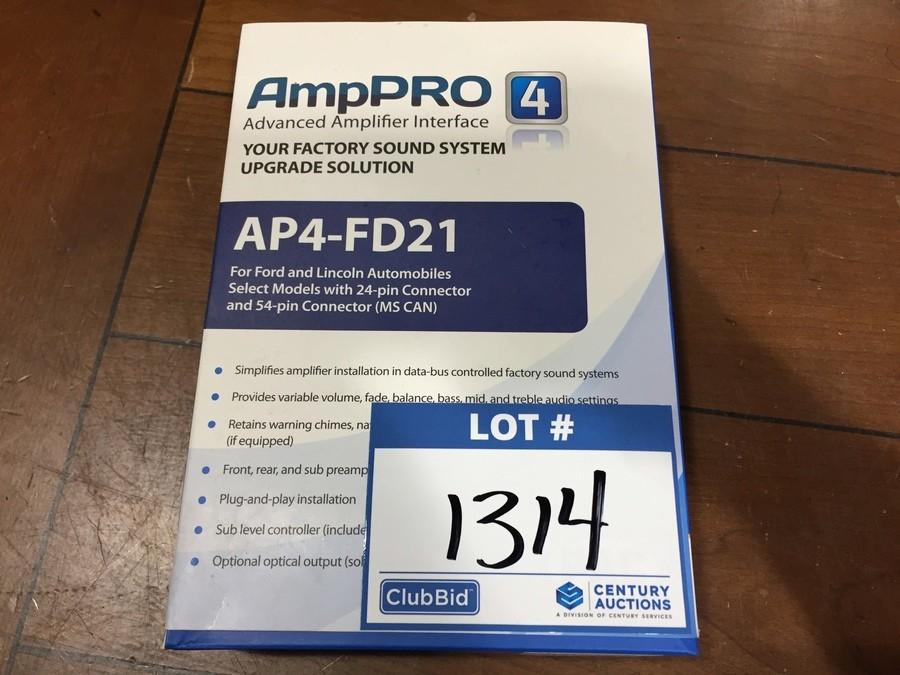 AmpPRO 4
Advanced Amplifier Interface
YOUR FACTORY SOUND SYSTEM
UPGRADE SOLUTION
AP4-FD21
For Ford and Lincoln Automobiles
Select Models with 24-pin Connector
and 54-pin Connector (MS CAN)
Simplifies amplifier installation in data-bus controlled factory sound systems
Provides variable volume, fade, balance, bass, mid, and treble audio settings
Retains warning chimes,
(if equipped)
Front, rear, and sub preamp
Plug-and-play installation
Sub level controller
Optional optical output
LOT #
1314
ClubBid
CENTURY
AUCTIONS
A DIVISION OF CENTURY SERVICES